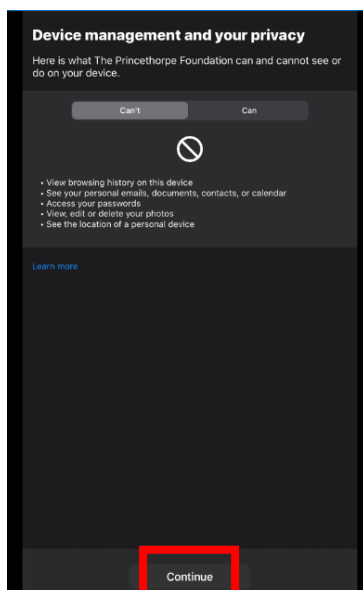 Device management and your privacy
Here is what The Princethorpe Foundation can and cannot see or
do on your device.
Can't
Can
• View browsing history on this device
• See your personal emails, documents, contacts, or calendar
• Access your passwords
• View, edit or delete your photos
• See the location of a personal device
Learn more
Continue